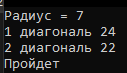 Радиус = 7
1 диагональ 24
2 диагональ 22
Пройдет